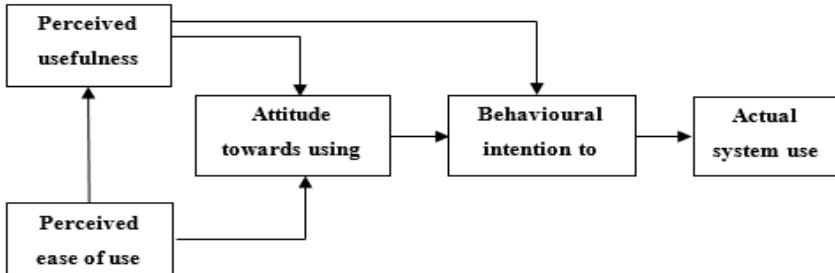 Perceived
usefulness
Attitude
towards using
Behavioural
intention to
Actual
system use
Perceived
ease of use